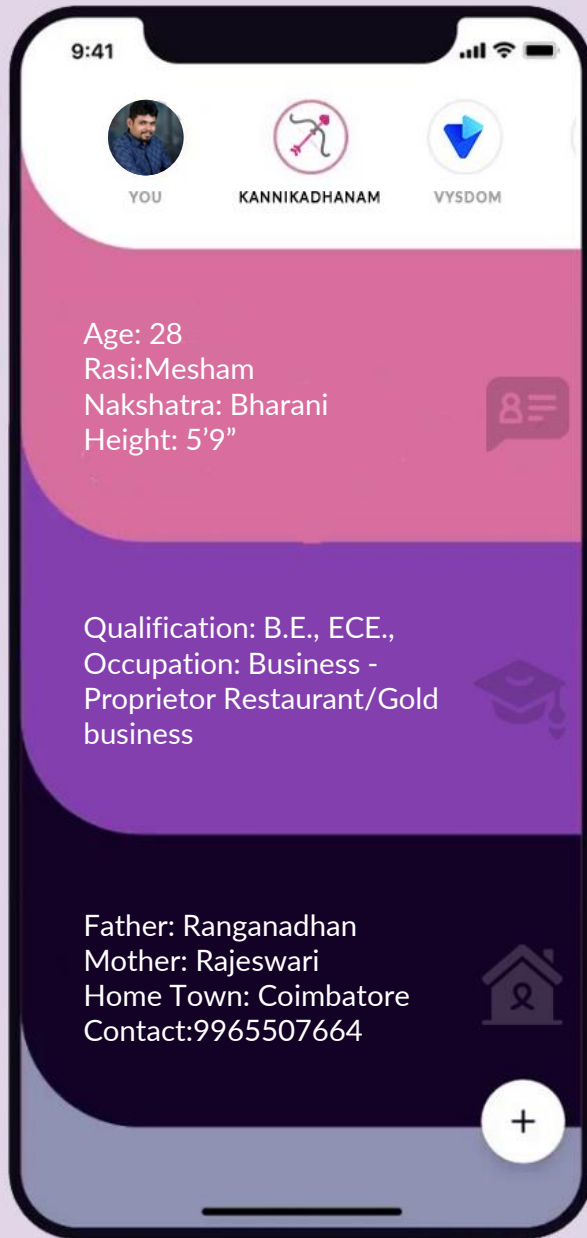 9:41
YOU
KANNIKADHANAM
VYSDOM
Age: 28
Rasi:Mesham
Nakshatra: Bharani
Height: 5’9”
Qualification: B.E., ECE.,
Occupation: Business -
Proprietor Restaurant/Gold
business
Father: Ranganadhan
Mother: Rajeswari
Home Town: Coimbatore
Contact:9965507664
+